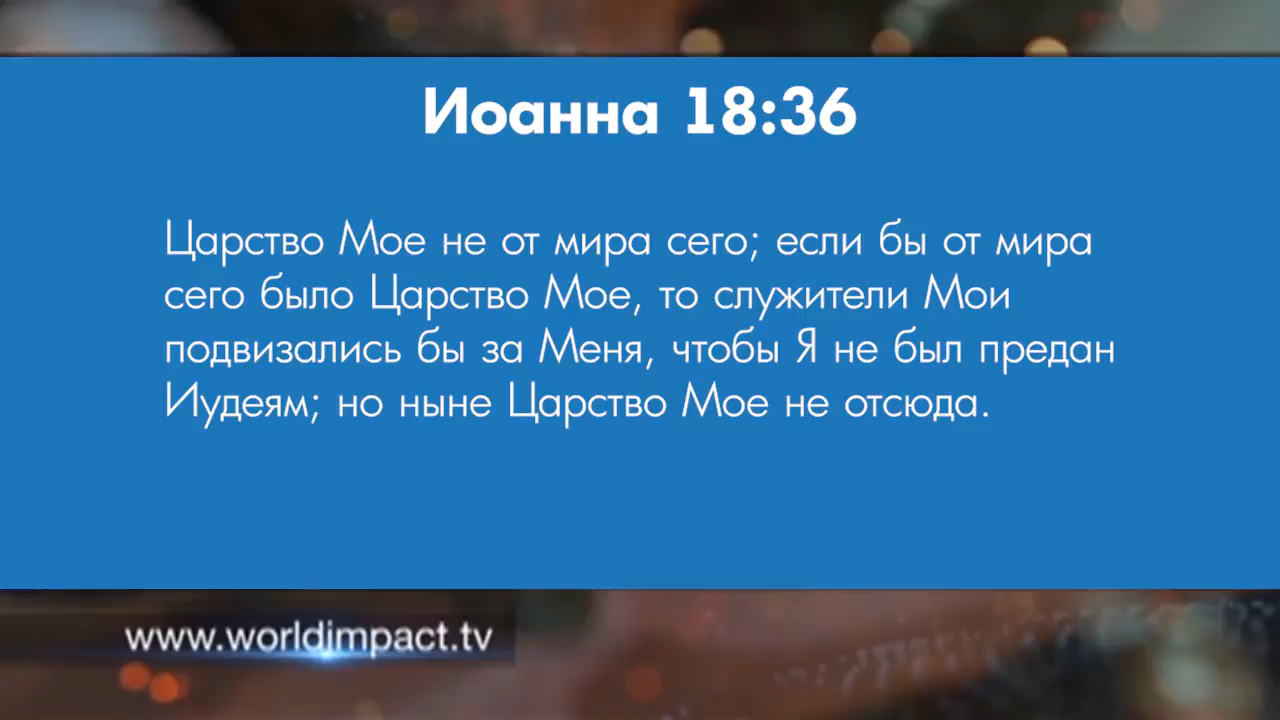 Иоанна 18:36
Царство Мое не от мира сего; если бы от мира
сего было Царство Мое, то служители Мои
подвизались бы за Меня, чтобы Я не был предан
Иудеям; но ныне Царство Мое не отсюда.
www.worldimpact.tv